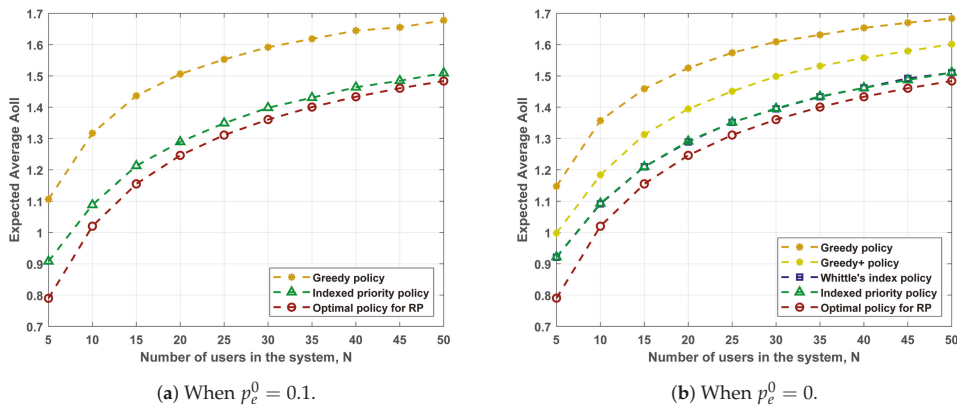 1.7
1.6
1.5
1.4
1.3
1.2
1.1
1
0.9
0.8
0.7
Expected Average AoII
5 10 15 20 25 30 35 40 45 50
Number of users in the system, N
Greedy policy
Indexed priority policy
Optimal policy for RP
(a) When p_e^0 = 0.1.
1.7
1.6
1.5
1.4
1.3
1.2
1.1
1
0.9
0.8
0.7
Expected Average AoII
5 10 15 20 25 30 35 40 45 50
Number of users in the system, N
Greedy policy
Greedy+ policy
Whittle's index policy
Indexed priority policy
Optimal policy for RP
(b) When p_e^0 = 0.